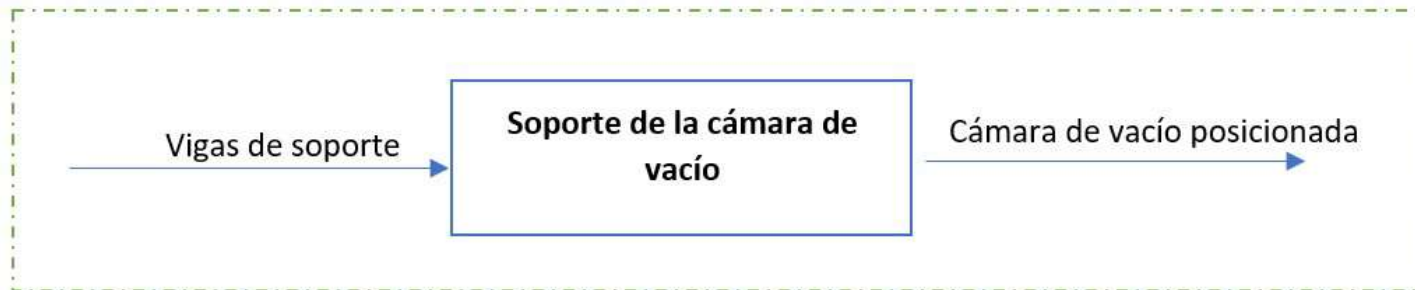 Vigas de soporte
Soporte de la cámara de
vacío
Cámara de vacío posicionada